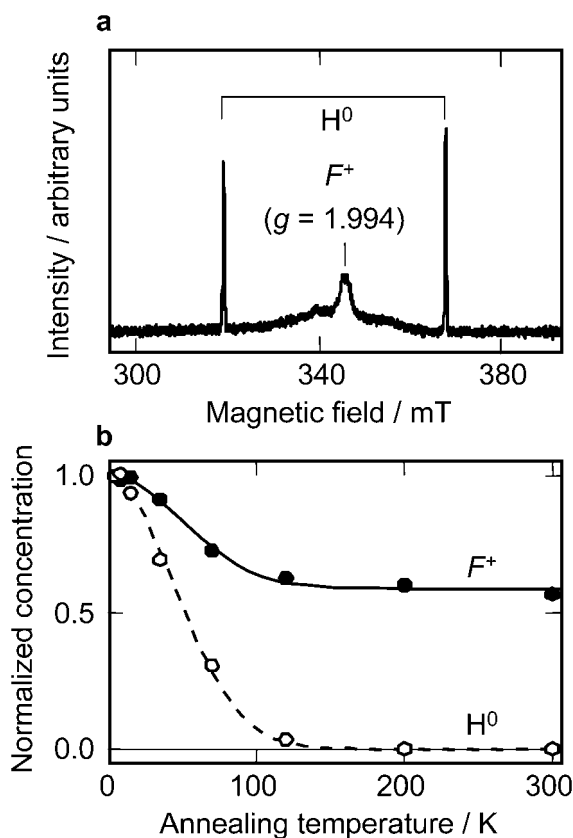 a
H⁰
F⁺
(g = 1.994)
Intensity / arbitrary units
300
340
380
Magnetic field / mT
b
1.0
0.5
0.0
Normalized concentration
F⁺
H⁰
0
100
200
300
Annealing temperature / K